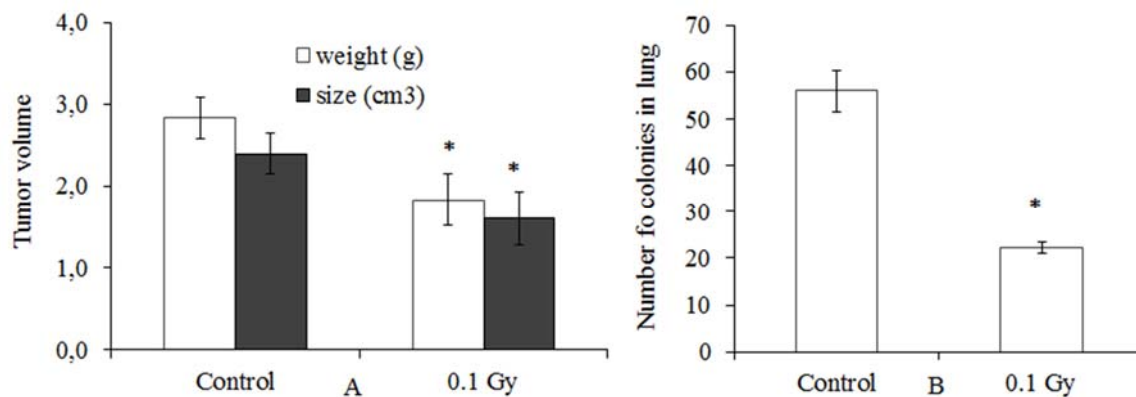 4,0
3,0
2,0
1,0
0,0
Tumor volume
weight (g)
size (cm3)
*
*
Control
A
0.1 Gy
70
60
50
40
30
20
10
0
Number fo colonies in lung
*
Control
B
0.1 Gy